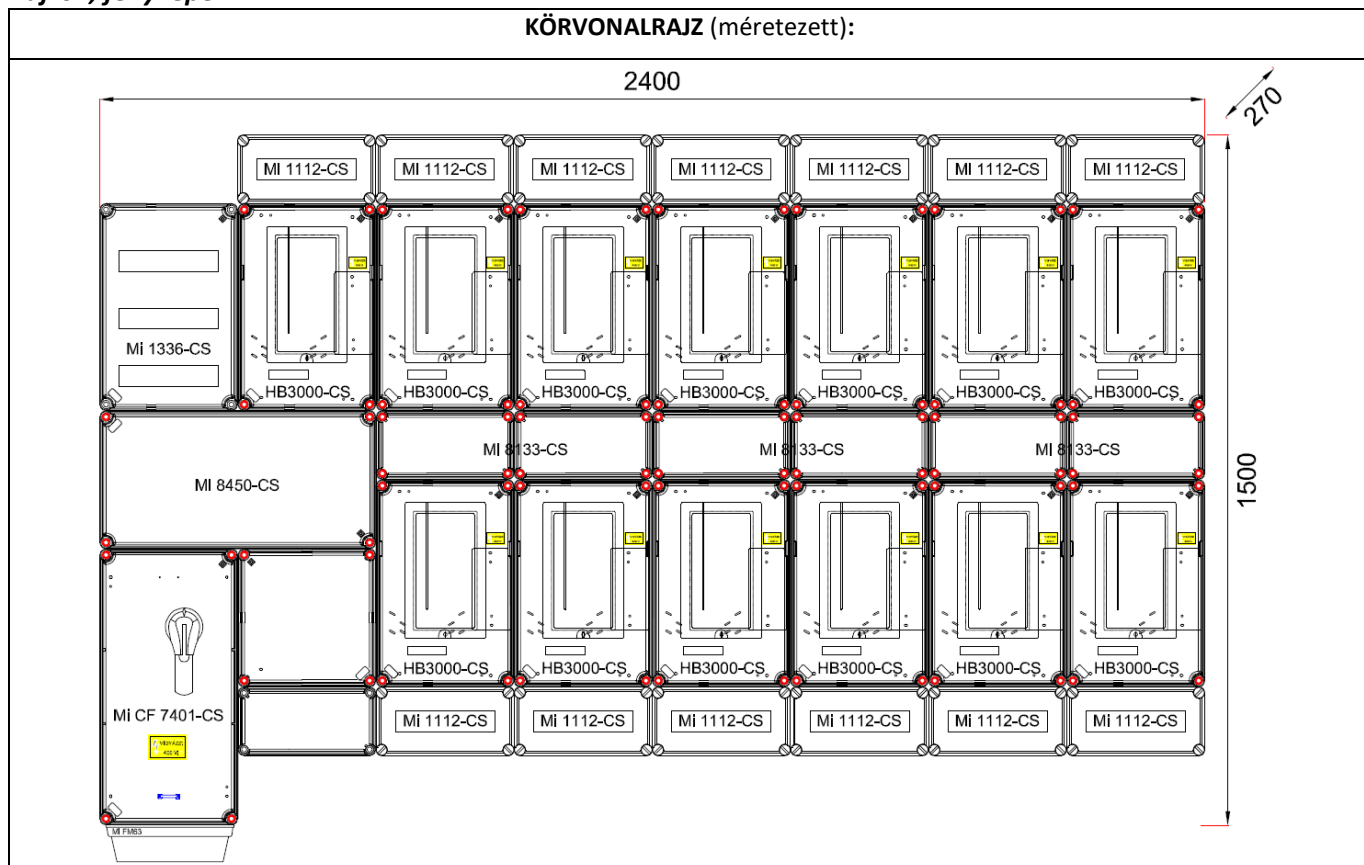 KÖRVONALRAJZ (méretezett):
2400
270
MI 1112-CS MI 1112-CS MI 1112-CS MI 1112-CS MI 1112-CS MI 1112-CS MI 1112-CS
Mi 1336-CS
HB3000-CS HB3000-CS HB3000-CS HB3000-CS HB3000-CS HB3000-CS HB3000-CS
MI 8133-CS MI 8133-CS MI 8133-CS
MI 8450-CS
1500
HB3000-CS HB3000-CS HB3000-CS HB3000-CS HB3000-CS HB3000-CS
Mi CF 7401-CS
Mi 1112-CS Mi 1112-CS Mi 1112-CS Mi 1112-CS Mi 1112-CS Mi 1112-CS
MI FM63